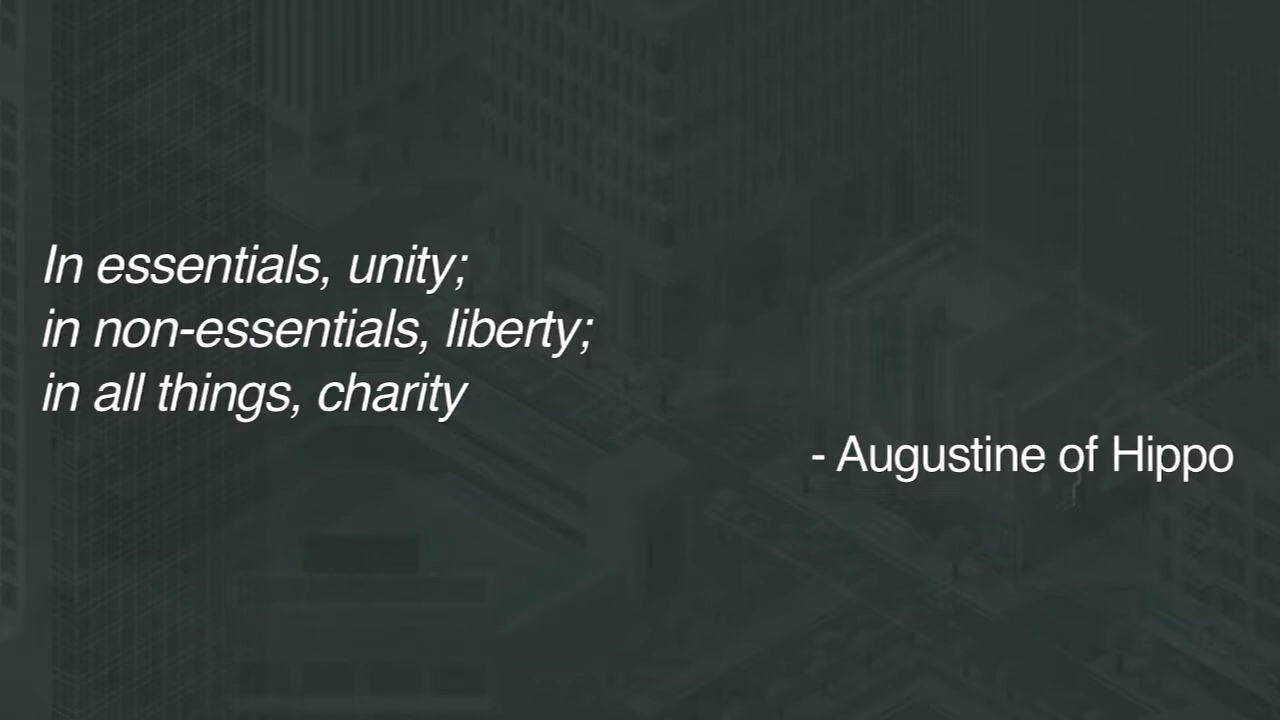 In essentials, unity;
in non-essentials, liberty;
in all things, charity
- Augustine of Hippo